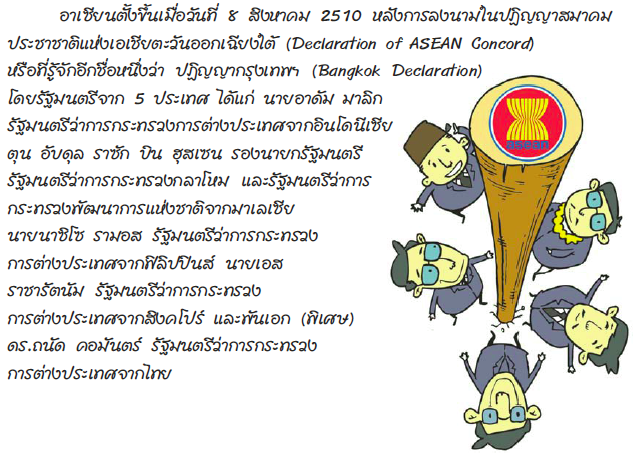 อาเซียนตั้งขึ้นเมื่อวันที่ 8 สิงหาคม 2510 หลังการลงนามในปฏิญญาสมาคม
ประชาชาติแห่งเอเชียตะวันออกเฉียงใต้ (Declaration of ASEAN Concord)
หรือที่รู้จักอีกชื่อหนึ่งว่า ปฏิญญากรุงเทพฯ (Bangkok Declaration)
โดยรัฐมนตรีจาก 5 ประเทศ ได้แก่ นายอาดัม มาลิก
รัฐมนตรีว่าการกระทรวงการต่างประเทศจากอินโดนีเซีย
ตุน อับดุล ราซัก บิน ฮุสเซน รองนายกรัฐมนตรี
รัฐมนตรีว่าการกระทรวงกลาโหม และรัฐมนตรีว่าการ
กระทรวงพัฒนาการแห่งชาติจากมาเลเซีย
นายนาซิโซ รามอส รัฐมนตรีว่าการกระทรวง
การต่างประเทศจากฟิลิปปินส์ นายเอส
ราชารัตนัม รัฐมนตรีว่าการกระทรวง
การต่างประเทศจากสิงคโปร์ และพันเอก (พิเศษ)
ดร.ถนัด คอมันตร์ รัฐมนตรีว่าการกระทรวง
การต่างประเทศจากไทย
asean